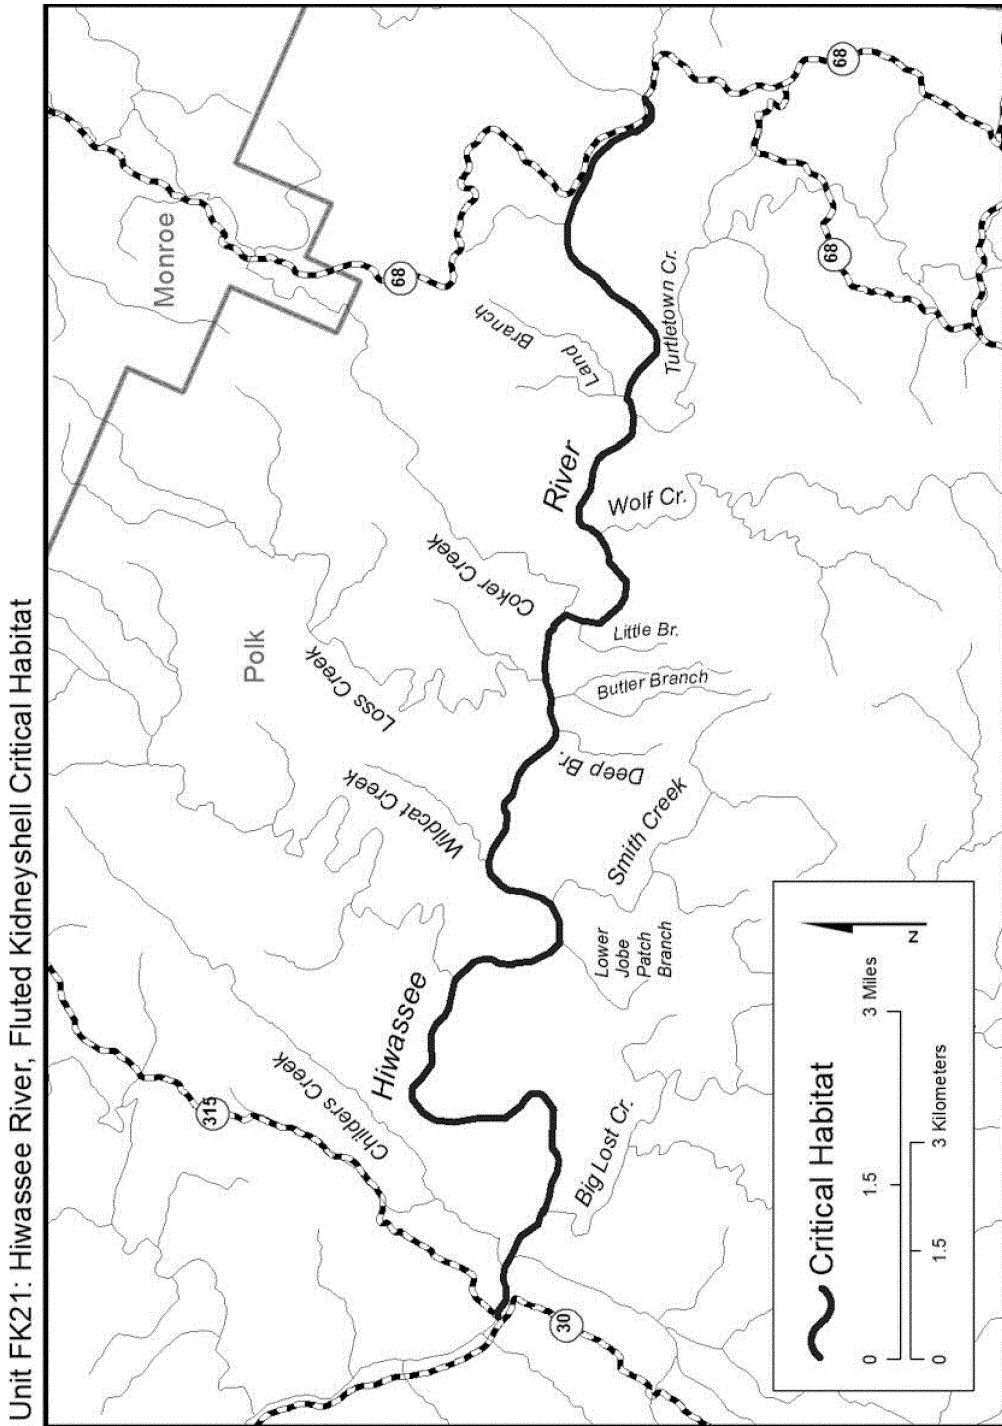 Unit FK21: Hiwassee River, Fluted Kidneyshell Critical Habitat
Monroe
Polk
68
68
68
315
30
Childers Creek
Wildcat Creek
Loss Creek
Coker Creek
Land
Branch
Hiwassee
River
Big Lost Cr.
Lower
Jobe
Patch
Branch
Smith Creek
Deep Br.
Butler Branch
Little Br.
Wolf Cr.
Turtletown Cr.
Critical Habitat
0 1.5 3 Miles
0 1.5 3 Kilometers
N